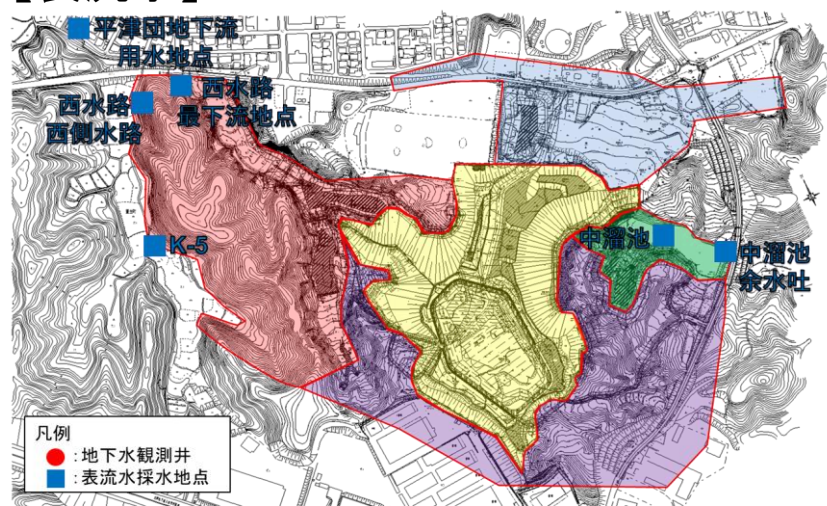 平津団地下流
用水地点
西水路
最下流地点
西水路
西側水路
K-5
中溜池
中溜池
余水吐
凡例
:地下水観測井
:表流水採水地点